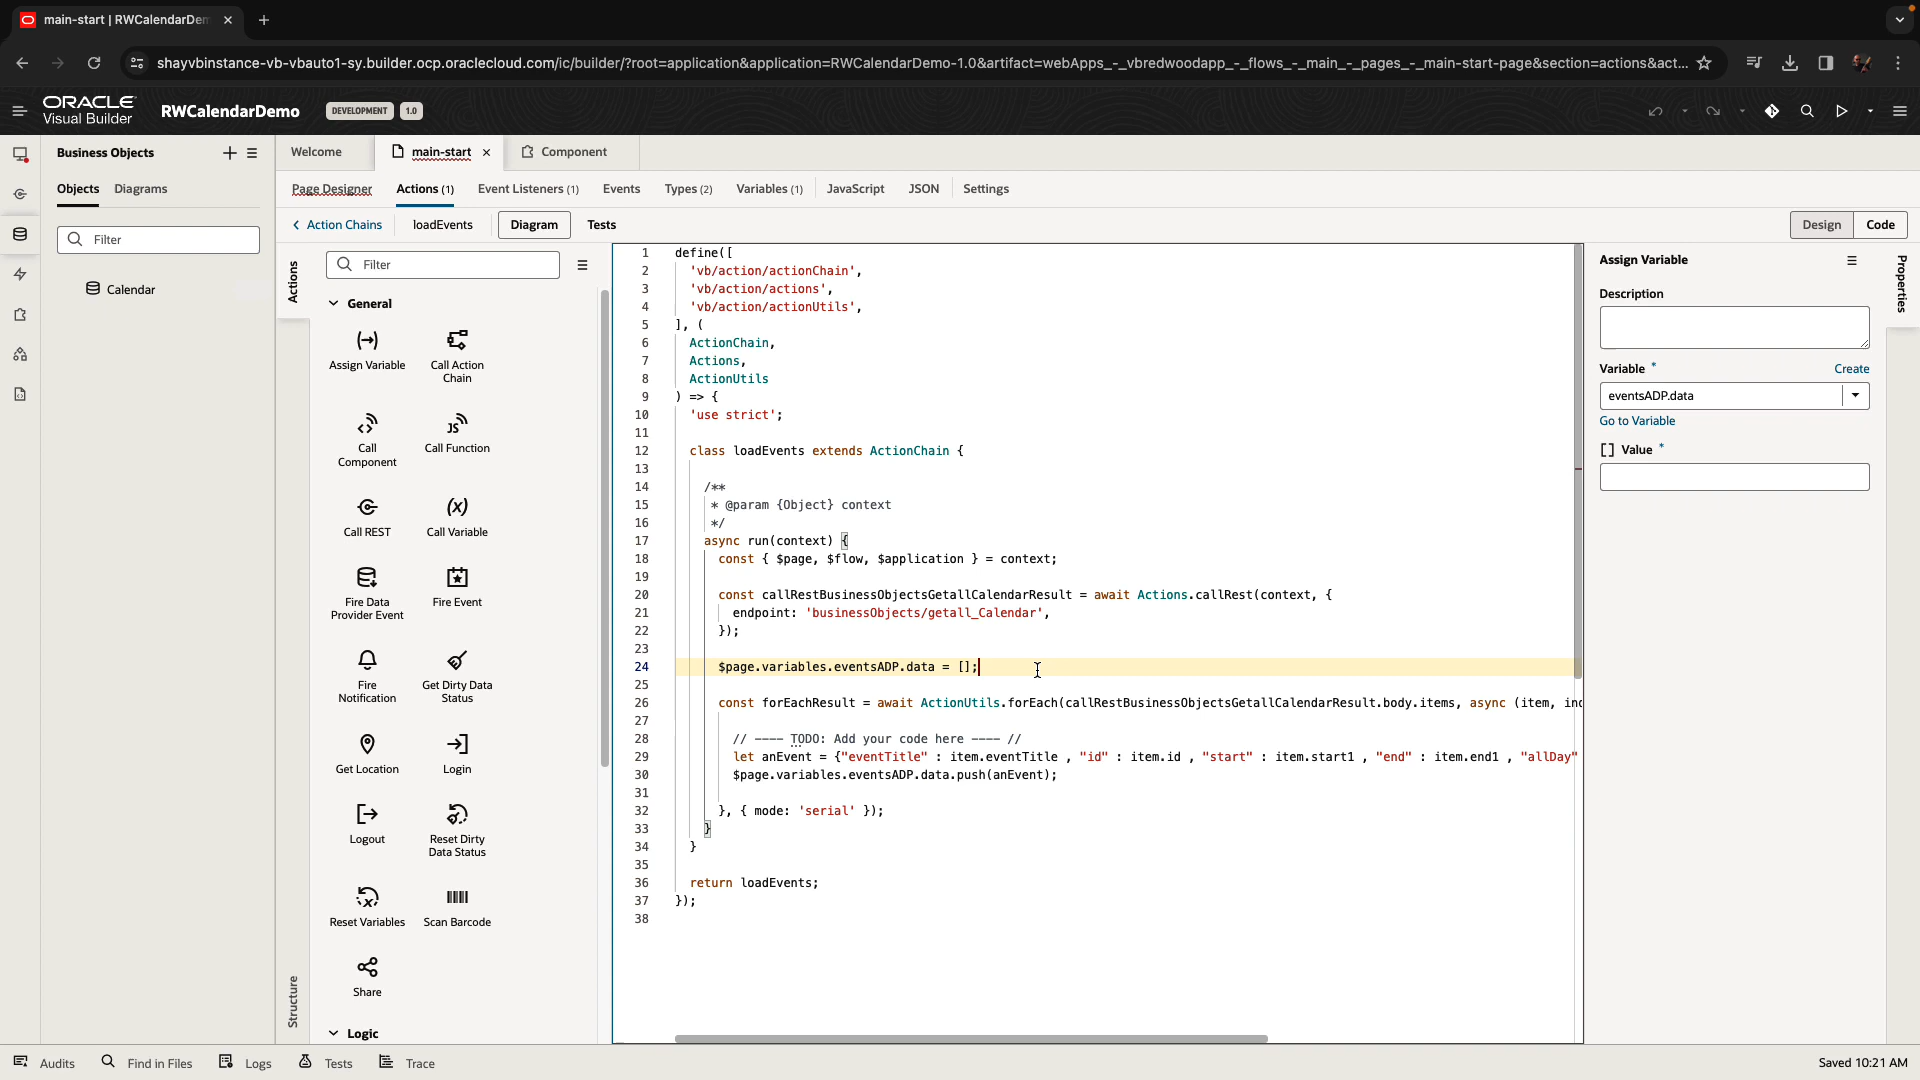 main-start | RWCalendarDem
shayvbinstance-vb-vbauto1-sy.builder.ocp.oraclecloud.com/ic/builder/?root=application&application=RWCalendarDemo-1.0&artifact=webApps_-_vbredwoodapp_-_flows_-_main_-_pages_-_main-start-page&section=actions&act...
ORACLE
Visual Builder
RWCalendarDemo
DEVELOPMENT
1.0
Business Objects
Welcome
main-start
Component
Objects
Diagrams
Page Designer
Actions (1)
Event Listeners (1)
Events
Types (2)
Variables (1)
JavaScript
JSON
Settings
Action Chains
loadEvents
Diagram
Tests
Design
Code
Filter
Calendar
Actions
Structure
Filter
General
Assign Variable
Call Action
Chain
Call
Component
Call Function
Call REST
Call Variable
Fire Data
Provider Event
Fire Event
Fire
Notification
Get Dirty Data
Status
Get Location
Login
Logout
Reset Dirty
Data Status
Reset Variables
Scan Barcode
Share
Logic
1 define([
2 'vb/action/actionChain',
3 'vb/action/actions',
4 'vb/action/actionUtils',
5 ], (
6 ActionChain,
7 Actions,
8 ActionUtils
9 ) => {
10 'use strict';
11
12 class loadEvents extends ActionChain {
13
14 /**
15 * @param {Object} context
16 */
17 async run(context) {
18 const { $page, $flow, $application } = context;
19
20 const callRestBusinessObjectsGetallCalendarResult = await Actions.callRest(context, {
21 endpoint: 'businessObjects/getall_Calendar',
22 });
23
24 $page.variables.eventsADP.data = [];
25
26 const forEachResult = await ActionUtils.forEach(callRestBusinessObjectsGetallCalendarResult.body.items, async (item, ind
27
28 // ---- TODO: Add your code here ---- //
29 let anEvent = {"eventTitle" : item.eventTitle , "id" : item.id , "start" : item.start1 , "end" : item.end1 , "allDay"
30 $page.variables.eventsADP.data.push(anEvent);
31
32 }, { mode: 'serial' });
33 }
34 }
35
36 return loadEvents;
37 });
38
Assign Variable
Description
Variable *
Create
eventsADP.data
Go to Variable
[] Value *
Properties
Audits
Find in Files
Logs
Tests
Trace
Saved 10:21 AM